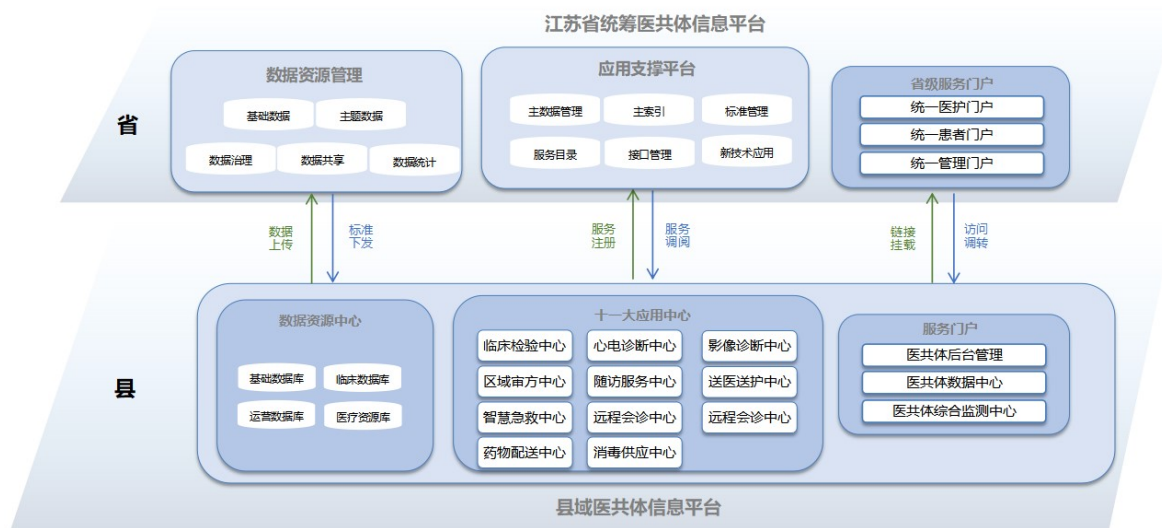 江苏省统筹医共体信息平台
省
数据资源管理
基础数据
主题数据
数据治理
数据共享
数据统计
应用支撑平台
主数据管理
主索引
标准管理
服务目录
接口管理
新技术应用
省级服务门户
统一医护门户
统一患者门户
统一管理门户
数据
上传
标准
下发
服务
注册
服务
调阅
链接
挂载
访问
调转
县
数据资源中心
基础数据库
临床数据库
运营数据库
医疗资源库
十一大应用中心
临床检验中心
心电诊断中心
影像诊断中心
区域审方中心
随访服务中心
送医送护中心
智慧急救中心
远程会诊中心
远程会诊中心
药物配送中心
消毒供应中心
服务门户
医共体后台管理
医共体数据中心
医共体综合监测中心
县域医共体信息平台